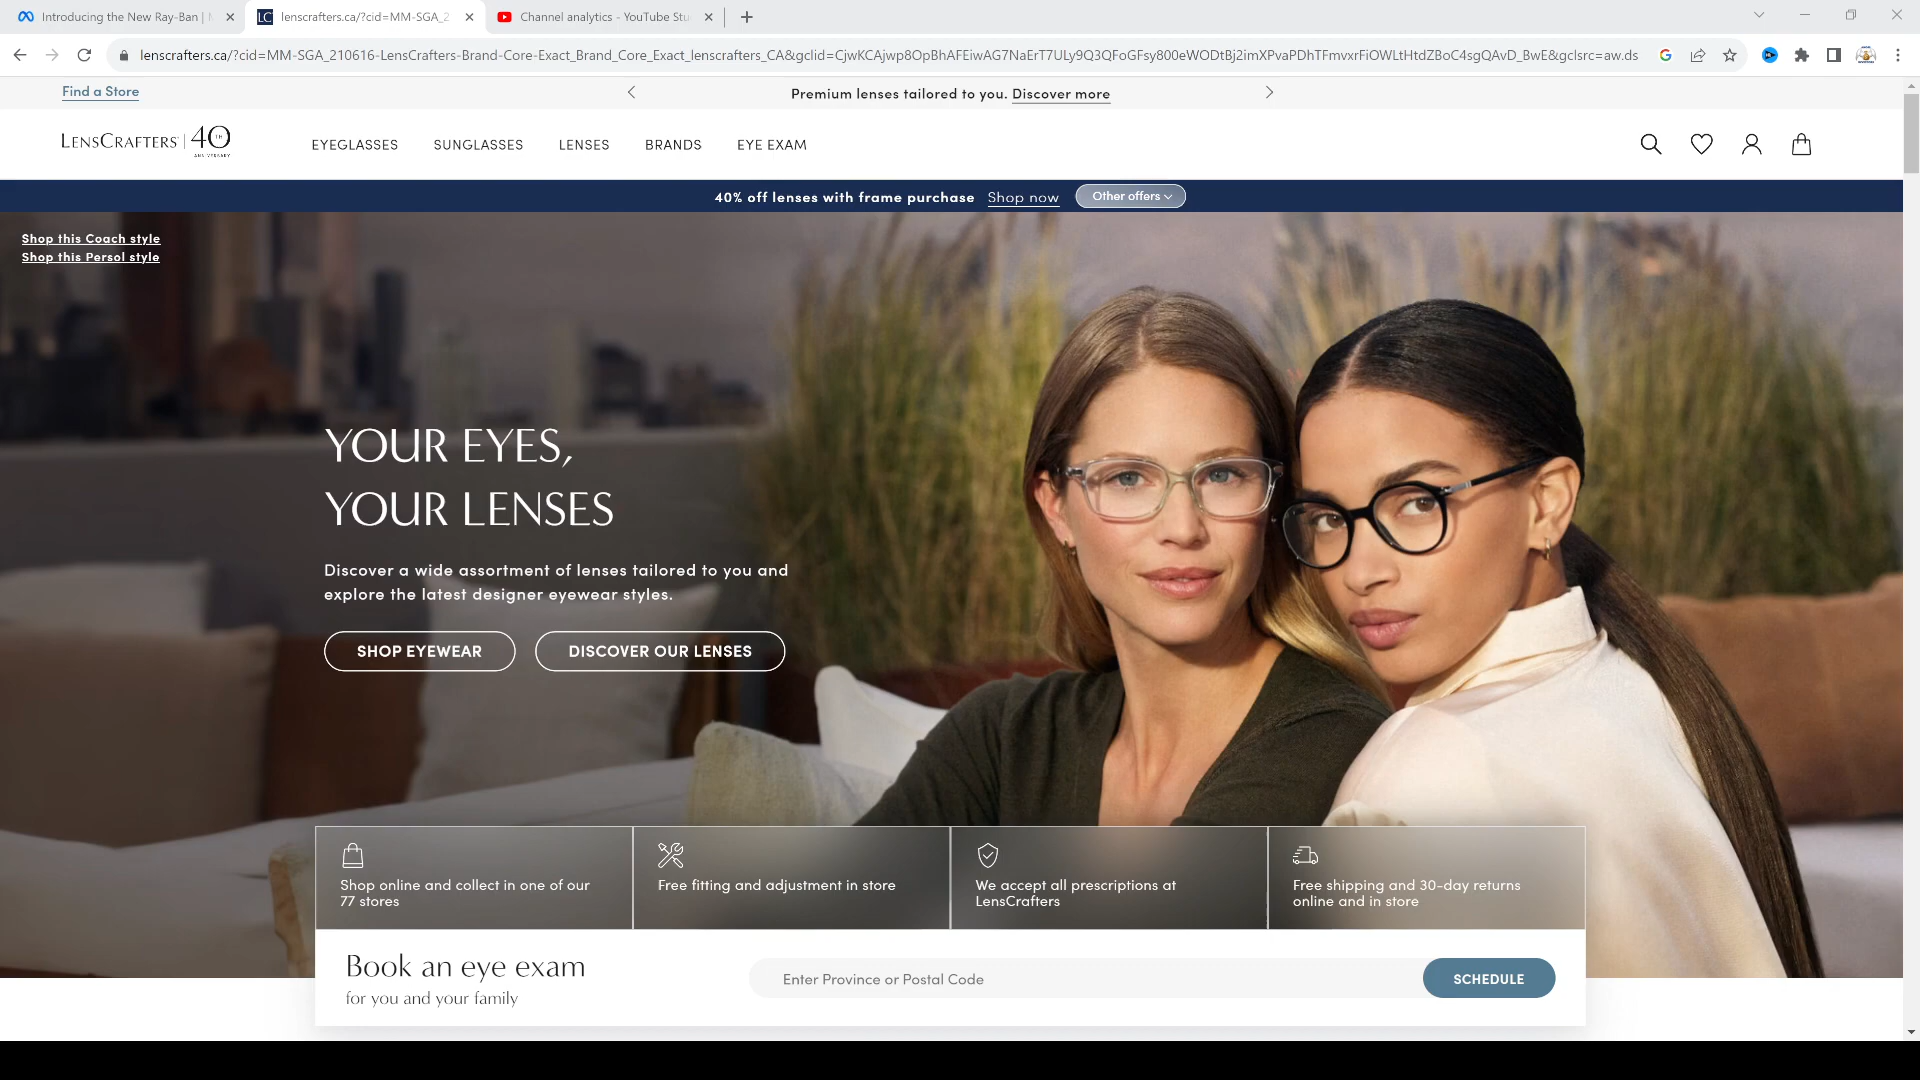 Introducing the New Ray-Ban |
lenscrafters.ca/?cid=MM-SGA_2
Channel analytics - YouTube Stu
lenscrafters.ca/?cid=MM-SGA_210616-LensCrafters-Brand-Core-Exact_Brand_Core_Exact_lenscrafters_CA&gclid=CjwKCAjwp8OpBhAFEiwAG7NaErT7ULy9Q3QFoGFsy800eWODtBj2imXPvaPDhTFmvxrFiOWLtHtdZBoC4sgQAvD_BwE&gclsrc=aw.ds
Find a Store
Premium lenses tailored to you. Discover more
LENSCRAFTERS | 40TH
ANNIVERSARY
EYEGLASSES SUNGLASSES LENSES BRANDS EYE EXAM
40% off lenses with frame purchase Shop now Other offers
Shop this Coach style
Shop this Persol style
YOUR EYES,
YOUR LENSES
Discover a wide assortment of lenses tailored to you and
explore the latest designer eyewear styles.
SHOP EYEWEAR DISCOVER OUR LENSES
Shop online and collect in one of our
77 stores
Free fitting and adjustment in store
We accept all prescriptions at
LensCrafters
Free shipping and 30-day returns
online and in store
Book an eye exam
for you and your family
Enter Province or Postal Code
SCHEDULE